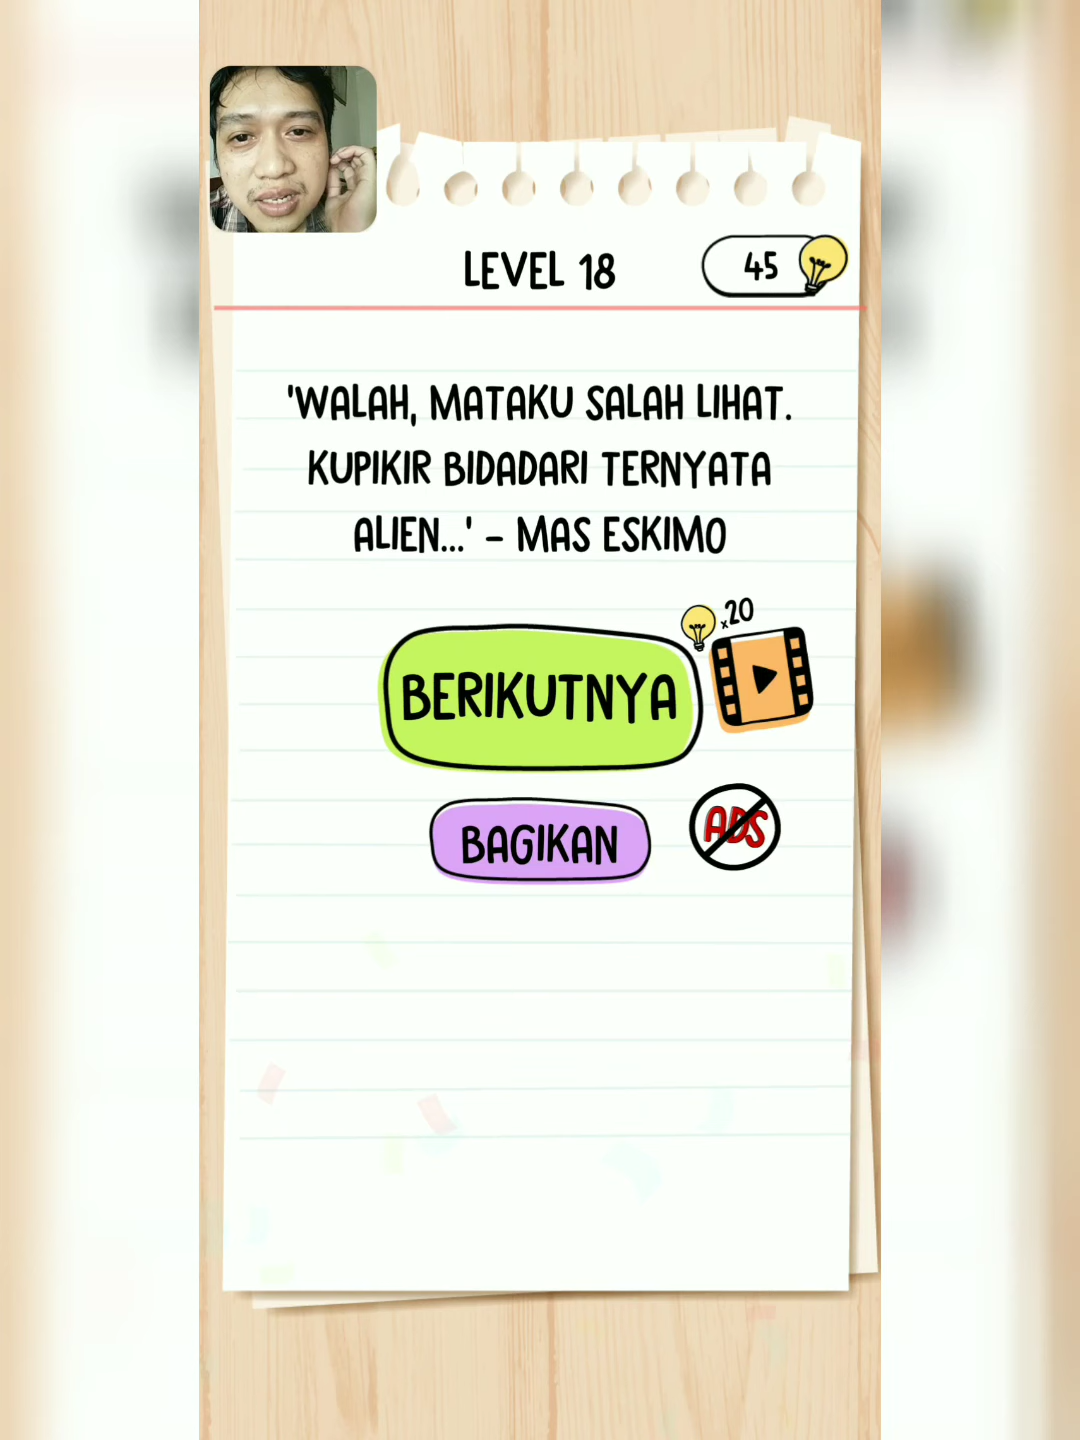 LEVEL 18
45
'WALAH, MATAKU SALAH LIHAT.
KUPIKIR BIDADARI TERNYATA
ALIEN...' - MAS ESKIMO
x20
BERIKUTNYA
BAGIKAN
ADS